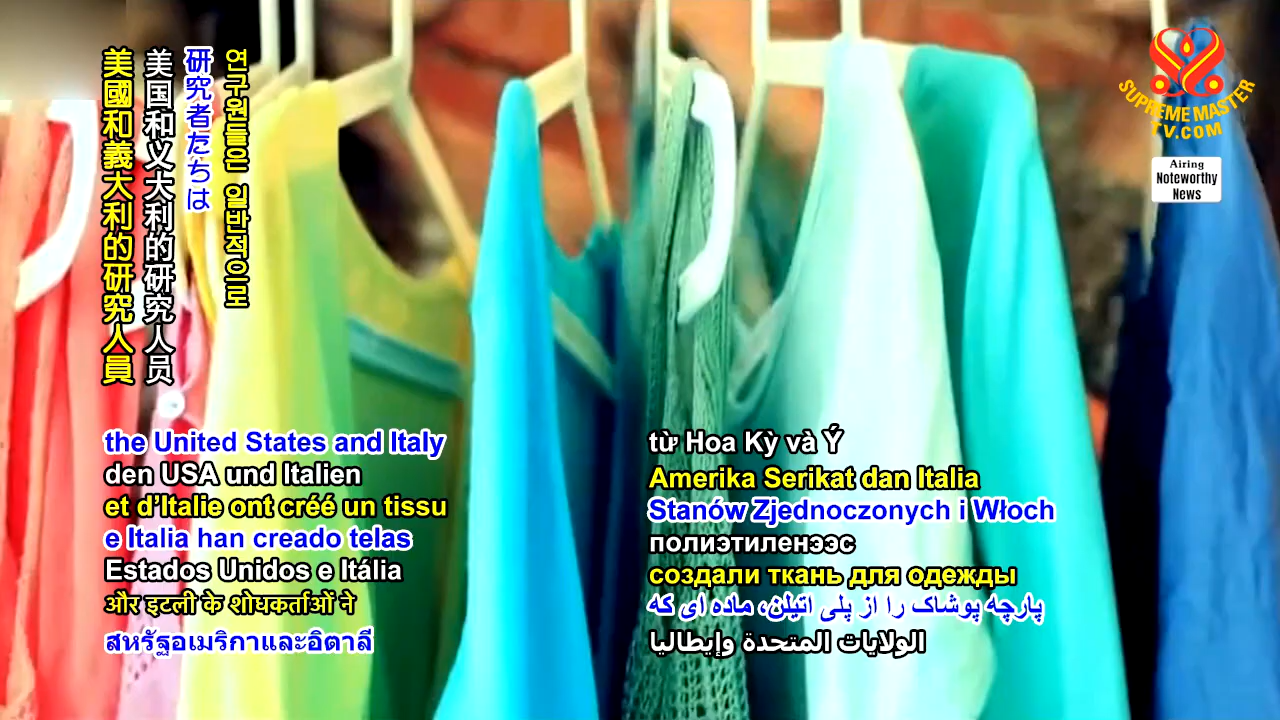 美國和義大利的研究人員
美国和义大利的研究人员
研究者たちは
연구원들은 일반적으로
SUPREME MASTER
TV.COM
Airing
Noteworthy
News
the United States and Italy
den USA und Italien
et d’Italie ont créé un tissu
e Italia han creado telas
Estados Unidos e Itália
और इटली के शोधकर्ताओं ने
สหรัฐอเมริกาและอิตาลี
từ Hoa Kỳ và Ý
Amerika Serikat dan Italia
Stanów Zjednoczonych i Włoch
полиэтиленээс
создали ткань для одежды
پارچه پوشاک را از پلی اتیلن، ماده ای که
الولايات المتحدة وإيطاليا